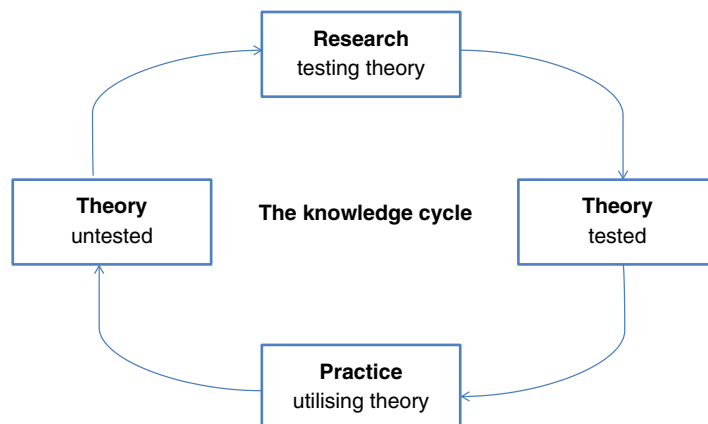 Research
testing theory
Theory
untested
The knowledge cycle
Theory
tested
Practice
utilising theory